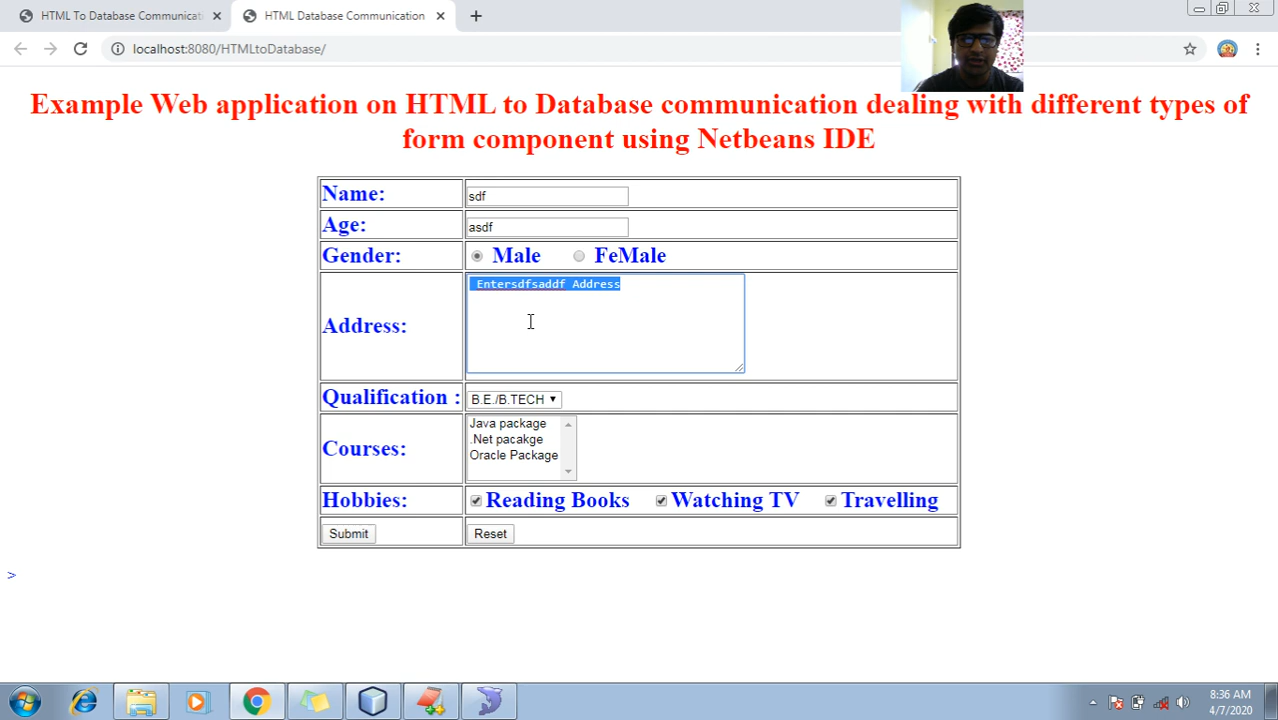 HTML To Database Communicat
HTML Database Communication
localhost:8080/HTMLtoDatabase/
Example Web application on HTML to Database communication dealing with different types of
form component using Netbeans IDE
Name: sdf
Age: asdf
Gender: Male FeMale
Entersdfsaddf Address
Address:
Qualification : B.E./B.TECH
Java package
.Net pacakge
Courses:
Oracle Package
Hobbies: Reading Books Watching TV Travelling
Submit Reset
>
8:36 AM
4/7/2020